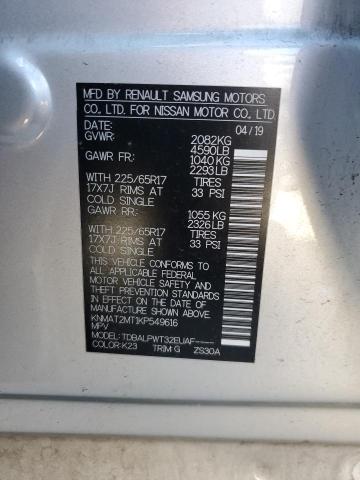 MFD BY RENAULT SAMSUNG MOTORS
CO. LTD. FOR NISSAN MOTOR CO. LTD.
DATE: 04/19
GVWR: 2082KG
4590LB
GAWR FR: 1040 KG
2293LB
WITH 225/65R17 TIRES
17X7J RIMS AT 33 PSI
COLD SINGLE
GAWR RR: 1055 KG
2326LB
WITH 225/65R17 TIRES
17X7J RIMS AT 33 PSI
COLD SINGLE
THIS VEHICLE CONFORMS TO ALL APPLICABLE
FEDERAL MOTOR VEHICLE SAFETY, BUMPER,
AND THEFT PREVENTION STANDARDS IN EFFECT
ON THE DATE OF MANUFACTURE SHOWN ABOVE.
KNMAT2MT1KP549616
MPV
MODEL: TDBALPWT32EUAF-----
COLOR: K23 TRIM: G ZS30A